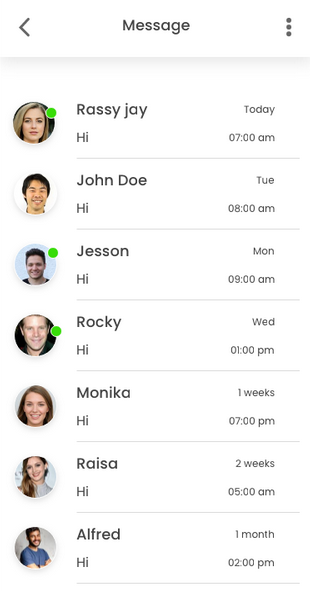 Message
Rassy jay Today
Hi 07:00 am
John Doe Tue
Hi 08:00 am
Jesson Mon
Hi 09:00 am
Rocky Wed
Hi 01:00 pm
Monika 1 weeks
Hi 07:00 pm
Raisa 2 weeks
Hi 05:00 am
Alfred 1 month
Hi 02:00 pm